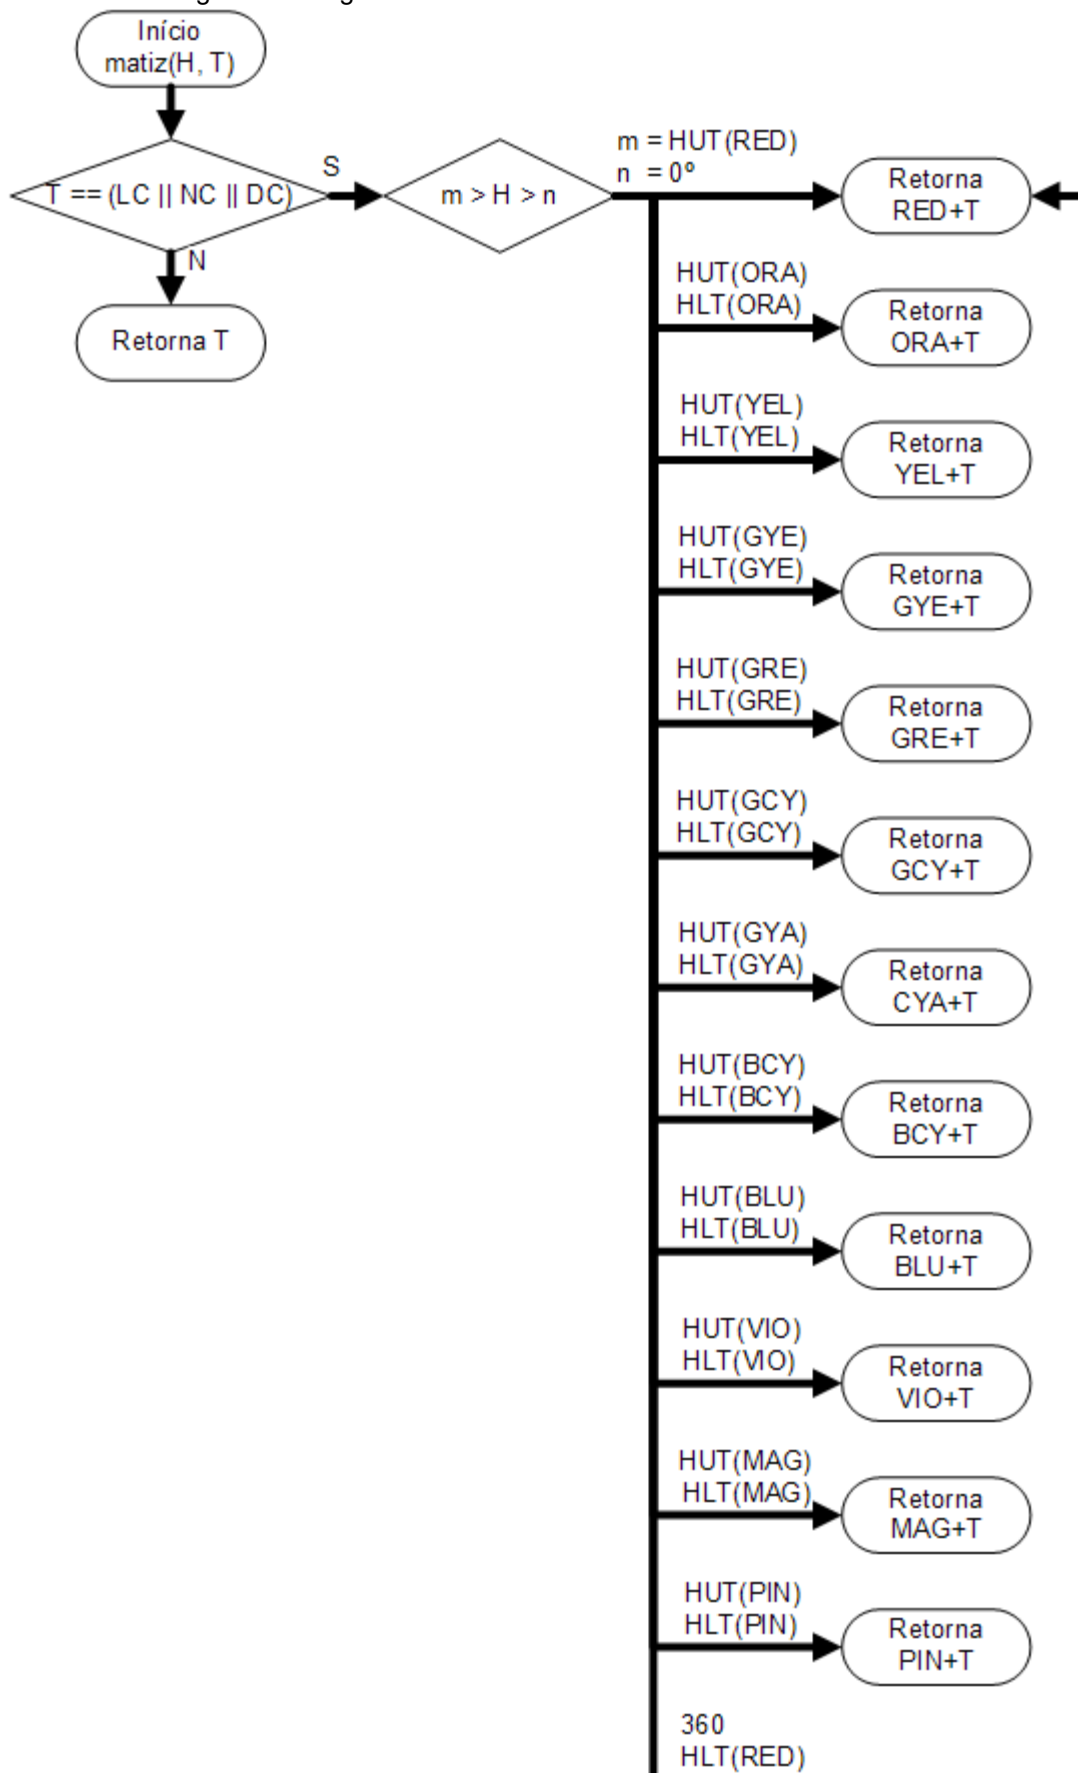 Início
matiz(H, T)
T == (LC || NC || DC)
S
N
Retorna T
m > H > n
m = HUT(RED)
n = 0º
Retorna
RED+T
HUT(ORA)
HLT(ORA)
Retorna
ORA+T
HUT(YEL)
HLT(YEL)
Retorna
YEL+T
HUT(GYE)
HLT(GYE)
Retorna
GYE+T
HUT(GRE)
HLT(GRE)
Retorna
GRE+T
HUT(GCY)
HLT(GCY)
Retorna
GCY+T
HUT(GYA)
HLT(GYA)
Retorna
CYA+T
HUT(BCY)
HLT(BCY)
Retorna
BCY+T
HUT(BLU)
HLT(BLU)
Retorna
BLU+T
HUT(VIO)
HLT(VIO)
Retorna
VIO+T
HUT(MAG)
HLT(MAG)
Retorna
MAG+T
HUT(PIN)
HLT(PIN)
Retorna
PIN+T
360
HLT(RED)